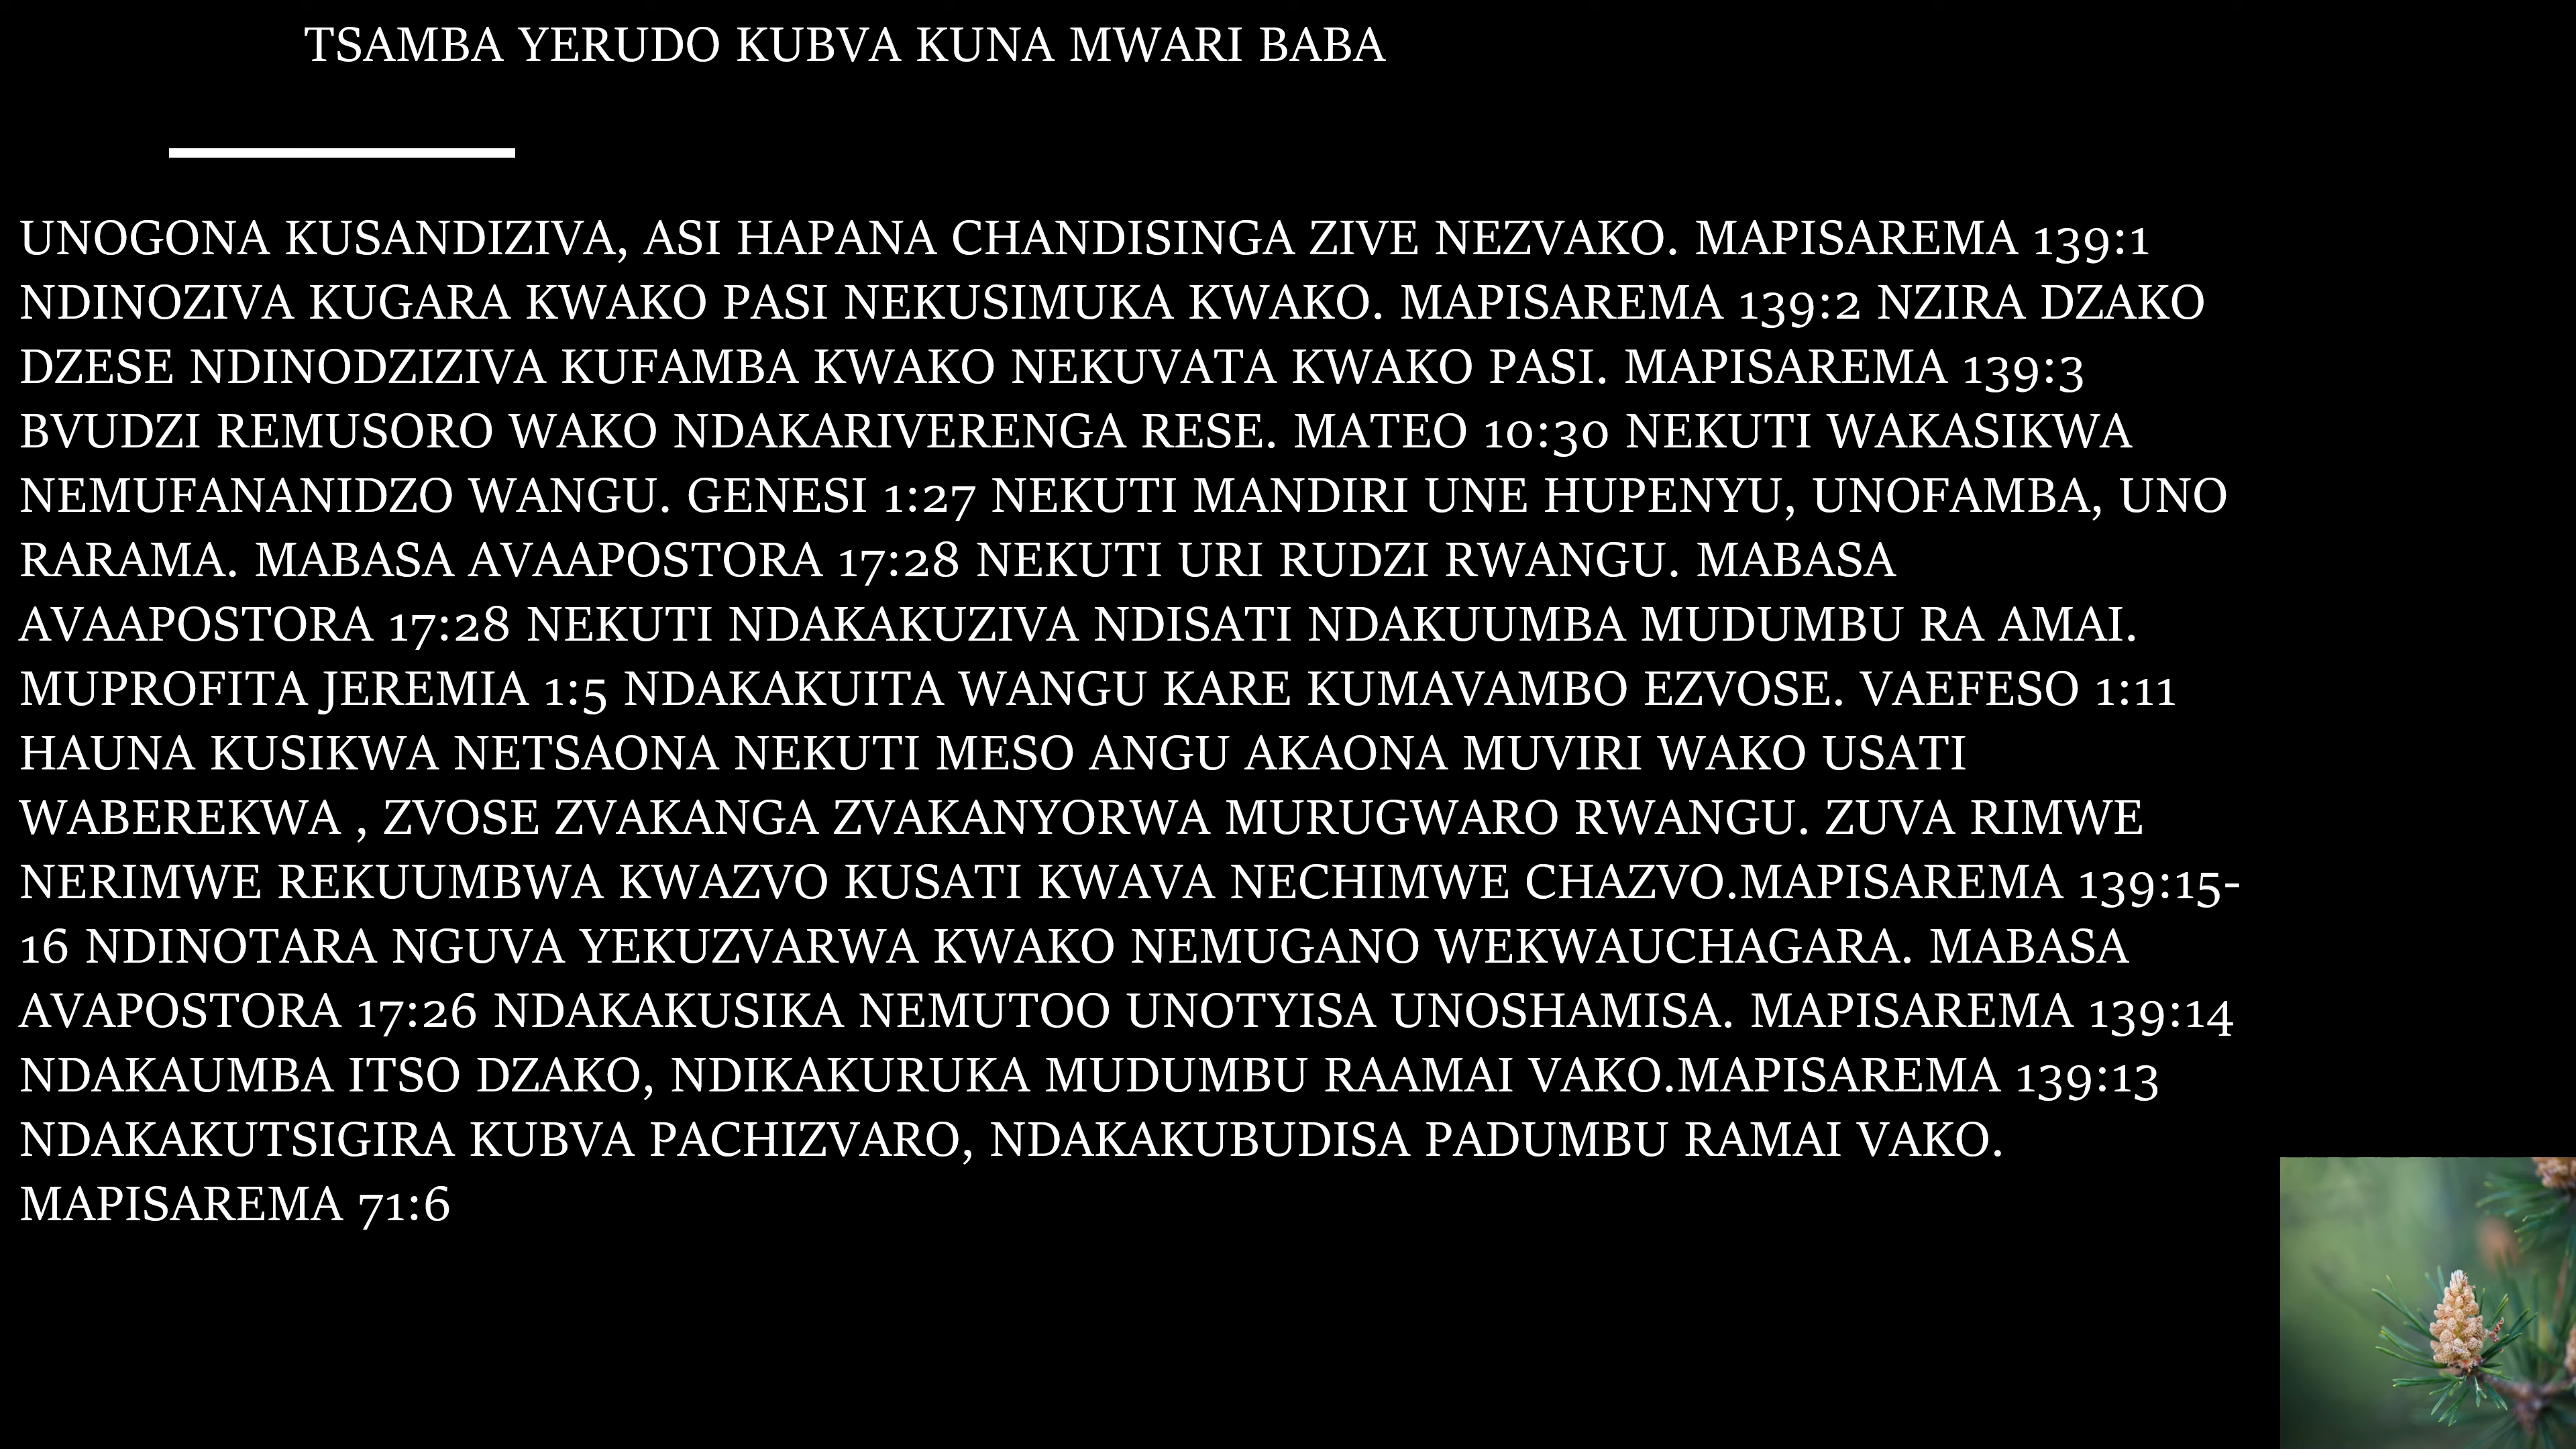 TSAMBA YERUDO KUBVA KUNA MWARI BABA
UNOGONA KUSANDIZIVA, ASI HAPANA CHANDISINGA ZIVE NEZVAKO. MAPISAREMA 139:1
NDINOZIVA KUGARA KWAKO PASI NEKUSIMUKA KWAKO. MAPISAREMA 139:2 NZIRA DZAKO
DZESE NDINODZIZIVA KUFAMBA KWAKO NEKUVATA KWAKO PASI. MAPISAREMA 139:3
BVUDZI REMUSORO WAKO NDAKARIVERENGA RESE. MATEO 10:30 NEKUTI WAKASIKWA
NEMUFANANIDZO WANGU. GENESI 1:27 NEKUTI MANDIRI UNE HUPENYU, UNOFAMBA, UNO
RARAMA. MABASA AVAAPOSTORA 17:28 NEKUTI URI RUDZI RWANGU. MABASA
AVAAPOSTORA 17:28 NEKUTI NDAKAKUZIVA NDISATI NDAKUUMBA MUDUMBU RA AMAI.
MUPROFITA JEREMIA 1:5 NDAKAKUITA WANGU KARE KUMAVAMBO EZVOSE. VAEFESO 1:11
HAUNA KUSIKWA NETSAONA NEKUTI MESO ANGU AKAONA MUVIRI WAKO USATI
WABEREKWA , ZVOSE ZVAKANGA ZVAKANYORWA MURUGWARO RWANGU. ZUVA RIMWE
NERIMWE REKUUMBWA KWAZVO KUSATI KWAVA NECHIMWE CHAZVO.MAPISAREMA 139:15-
16 NDINOTARA NGUVA YEKUZVARWA KWAKO NEMUGANO WEKWAUCHAGARA. MABASA
AVAPOSTORA 17:26 NDAKAKUSIKA NEMUTOO UNOTYISA UNOSHAMISA. MAPISAREMA 139:14
NDAKAUMBA ITSO DZAKO, NDIKAKURUKA MUDUMBU RAAMAI VAKO.MAPISAREMA 139:13
NDAKAKUTSIGIRA KUBVA PACHIZVARO, NDAKAKUBUDISA PADUMBU RAMAI VAKO.
MAPISAREMA 71:6